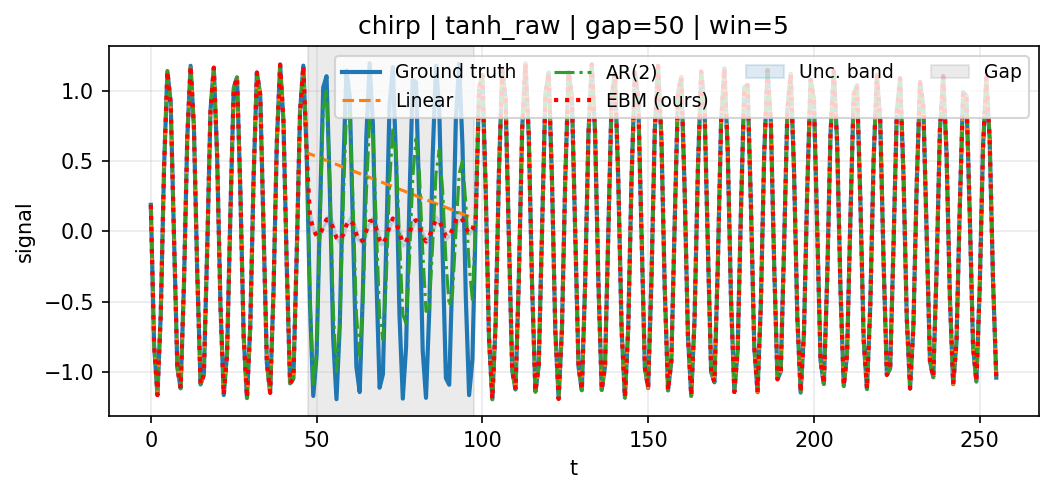 chirp | tanh_raw | gap=50 | win=5
Ground truth
Linear
AR(2)
EBM (ours)
Unc. band
Gap
signal
1.0
0.5
0.0
−0.5
−1.0
0
50
100
150
200
250
t